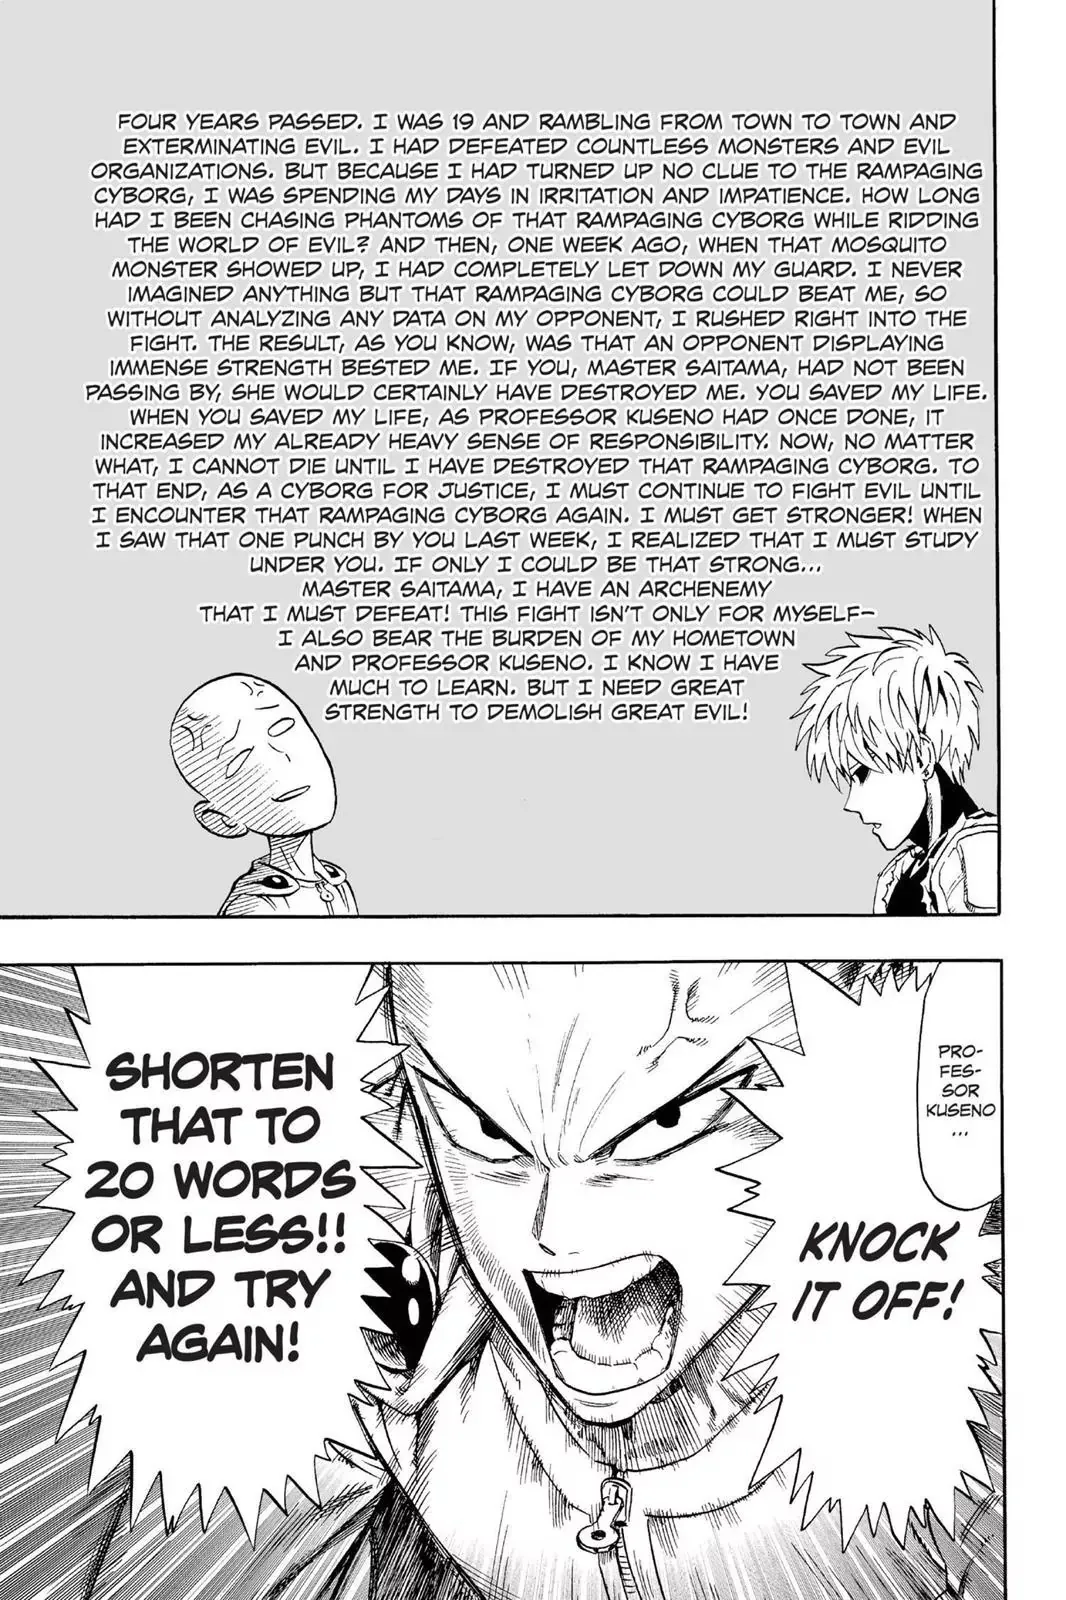 FOUR YEARS PASSED. I WAS 19 AND RAMBLING FROM TOWN TO TOWN AND
EXTERMINATING EVIL. I HAD DEFEATED COUNTLESS MONSTERS AND EVIL
ORGANIZATIONS. BUT BECAUSE I HAD TURNED UP NO CLUE TO THE RAMPAGING
CYBORG, I WAS SPENDING MY DAYS IN IRRITATION AND IMPATIENCE. HOW LONG
HAD I BEEN CHASING PHANTOMS OF THAT RAMPAGING CYBORG WHILE RIDDING
THE WORLD OF EVIL? AND THEN, ONE WEEK AGO, WHEN THAT MOSQUITO
MONSTER SHOWED UP, I HAD COMPLETELY LET DOWN MY GUARD. I NEVER
IMAGINED ANYTHING BUT THAT RAMPAGING CYBORG COULD BEAT ME, SO
WITHOUT ANALYZING ANY DATA ON MY OPPONENT, I RUSHED RIGHT INTO THE
FIGHT. THE RESULT, AS YOU KNOW, WAS THAT AN OPPONENT DISPLAYING
IMMENSE STRENGTH BESTED ME. IF YOU, MASTER SAITAMA, HAD NOT BEEN
PASSING BY, SHE WOULD CERTAINLY HAVE DESTROYED ME. YOU SAVED MY LIFE.
WHEN YOU SAVED MY LIFE, AS PROFESSOR KUSENO HAD ONCE DONE, IT
INCREASED MY ALREADY HEAVY SENSE OF RESPONSIBILITY. NOW, NO MATTER
WHAT, I CANNOT DIE UNTIL I HAVE DESTROYED THAT RAMPAGING CYBORG. TO
THAT END, AS A CYBORG FOR JUSTICE, I MUST CONTINUE TO FIGHT EVIL UNTIL
I ENCOUNTER THAT RAMPAGING CYBORG AGAIN. I MUST GET STRONGER! WHEN
I SAW THAT ONE PUNCH BY YOU LAST WEEK, I REALIZED THAT I MUST STUDY
UNDER YOU. IF ONLY I COULD BE THAT STRONG...
MASTER SAITAMA, I HAVE AN ARCHENEMY
THAT I MUST DEFEAT! THIS FIGHT ISN'T ONLY FOR MYSELF–
I ALSO BEAR THE BURDEN OF MY HOMETOWN
AND PROFESSOR KUSENO. I KNOW I HAVE
MUCH TO LEARN. BUT I NEED GREAT
STRENGTH TO DEMOLISH GREAT EVIL!
PRO-
FES-
SOR
KUSENO
...
KNOCK
IT OFF!
SHORTEN
THAT TO
20 WORDS
OR LESS!!
AND TRY
AGAIN!